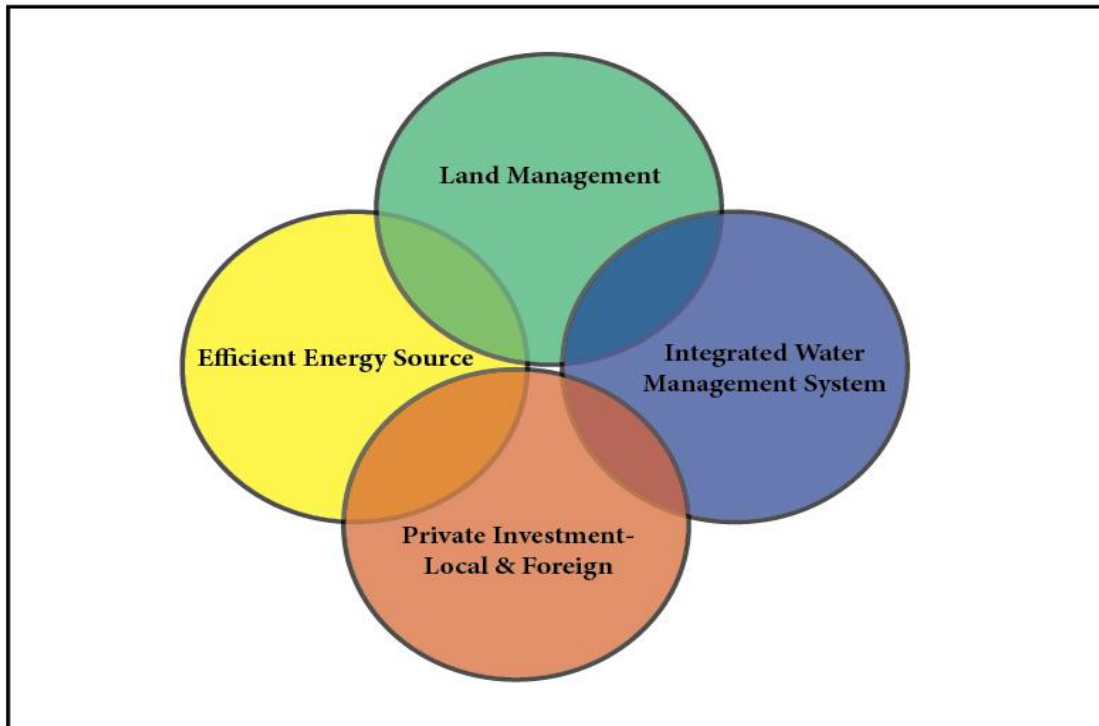 Land Management
Efficient Energy Source
Integrated Water
Management System
Private Investment-
Local & Foreign